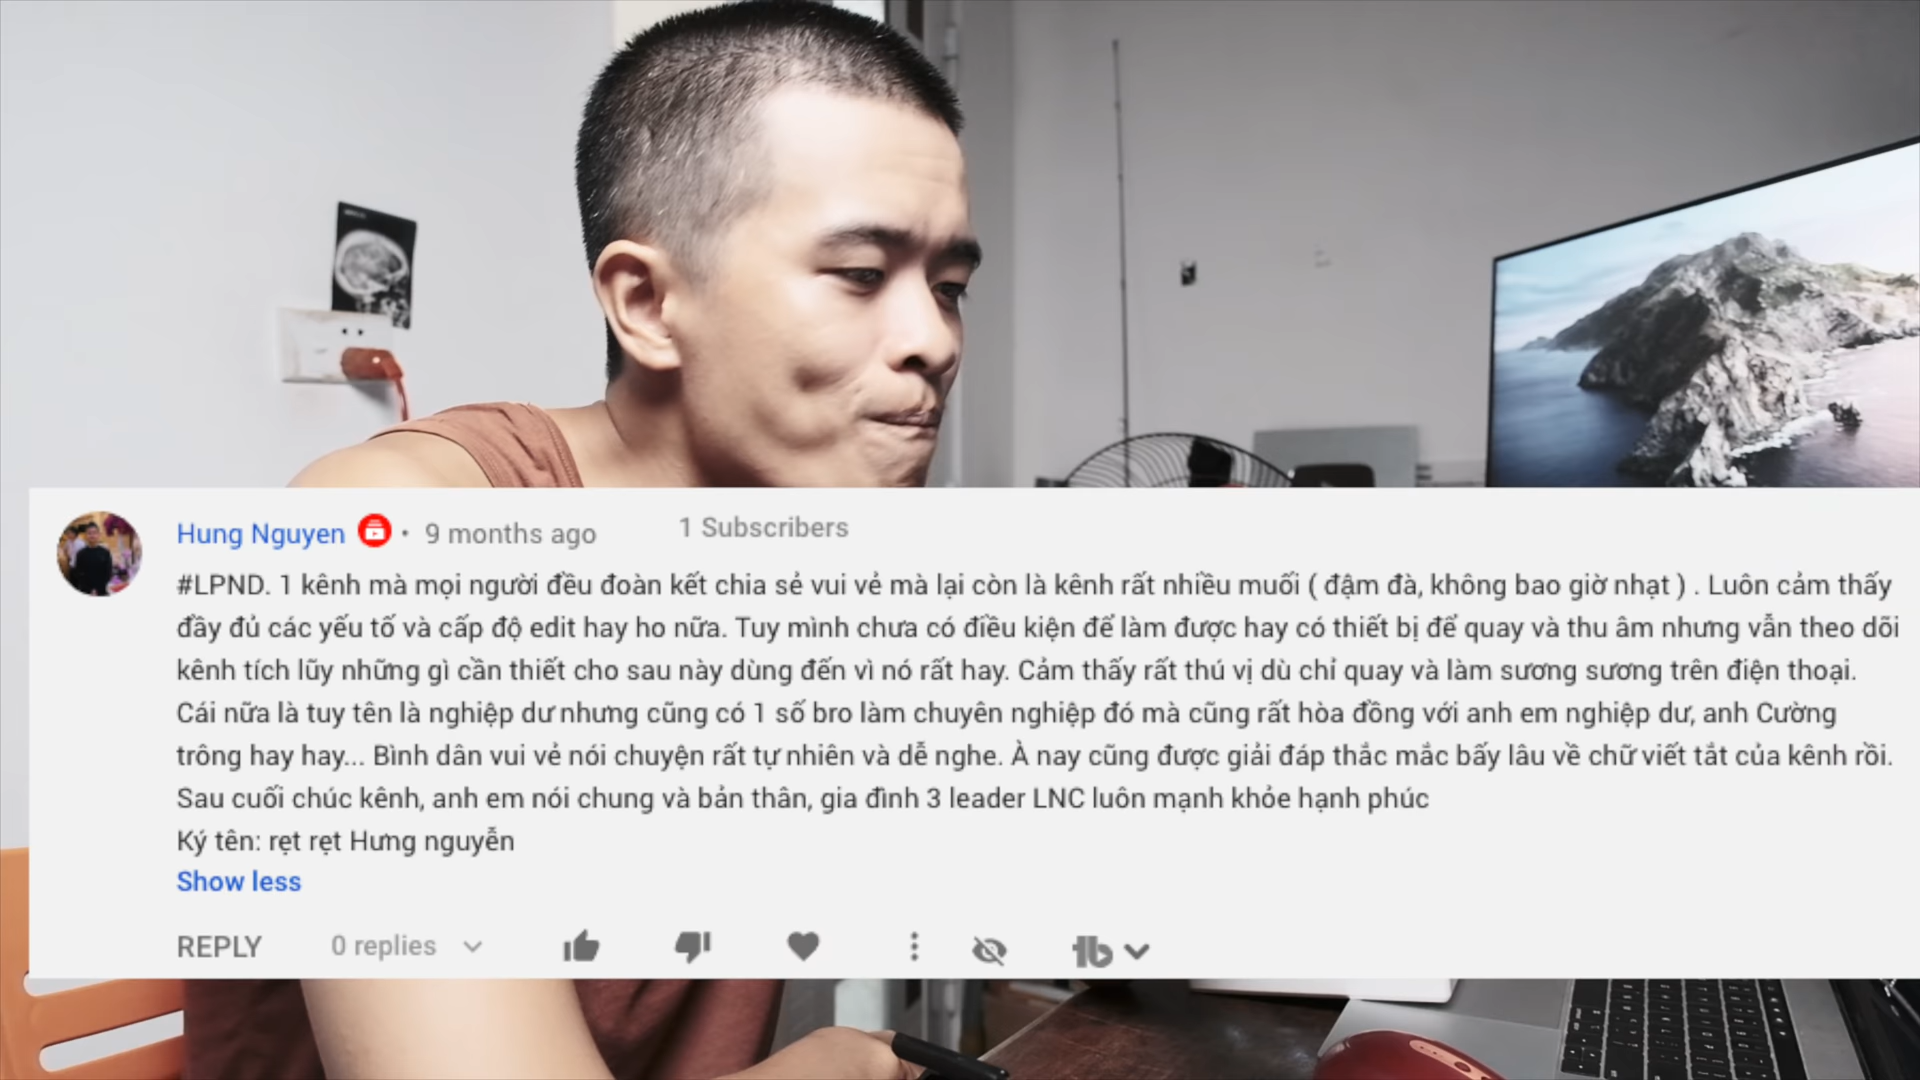 Hung Nguyen • 9 months ago 1 Subscribers
#LPND. 1 kênh mà mọi người đều đoàn kết chia sẻ vui vẻ mà lại còn là kênh rất nhiều muối ( đậm đà, không bao giờ nhạt ) . Luôn cảm thấy
đầy đủ các yếu tố và cấp độ edit hay ho nữa. Tuy mình chưa có điều kiện để làm được hay có thiết bị để quay và thu âm nhưng vẫn theo dõi
kênh tích lũy những gì cần thiết cho sau này dùng đến vì nó rất hay. Cảm thấy rất thú vị dù chỉ quay và làm sương sương trên điện thoại.
Cái nữa là tuy tên là nghiệp dư nhưng cũng có 1 số bro làm chuyên nghiệp đó mà cũng rất hòa đồng với anh em nghiệp dư, anh Cường
trông hay hay... Bình dân vui vẻ nói chuyện rất tự nhiên và dễ nghe. À nay cũng được giải đáp thắc mắc bấy lâu về chữ viết tắt của kênh rồi.
Sau cuối chúc kênh, anh em nói chung và bản thân, gia đình 3 leader LNC luôn mạnh khỏe hạnh phúc
Ký tên: rẹt rẹt Hưng nguyễn
Show less
REPLY 0 replies tb